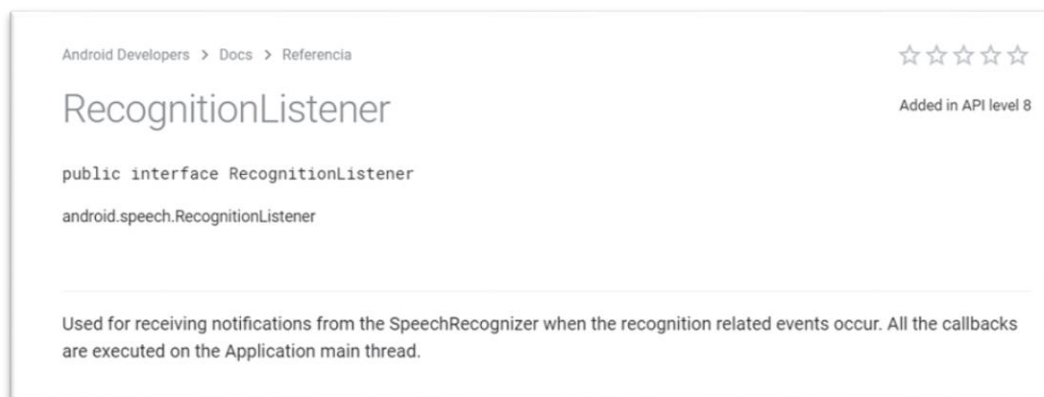 Android Developers > Docs > Referencia
RecognitionListener
Added in API level 8
public interface RecognitionListener
android.speech.RecognitionListener
Used for receiving notifications from the SpeechRecognizer when the recognition related events occur. All the callbacks
are executed on the Application main thread.